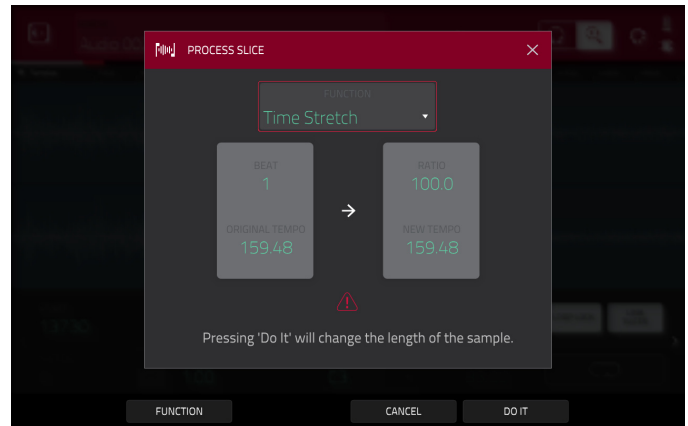 PROCESS SLICE
FUNCTION
Time Stretch
BEAT
1
ORIGINAL TEMPO
159.48
RATIO
100.0
NEW TEMPO
159.48
Pressing 'Do It' will change the length of the sample.
FUNCTION
CANCEL
DO IT